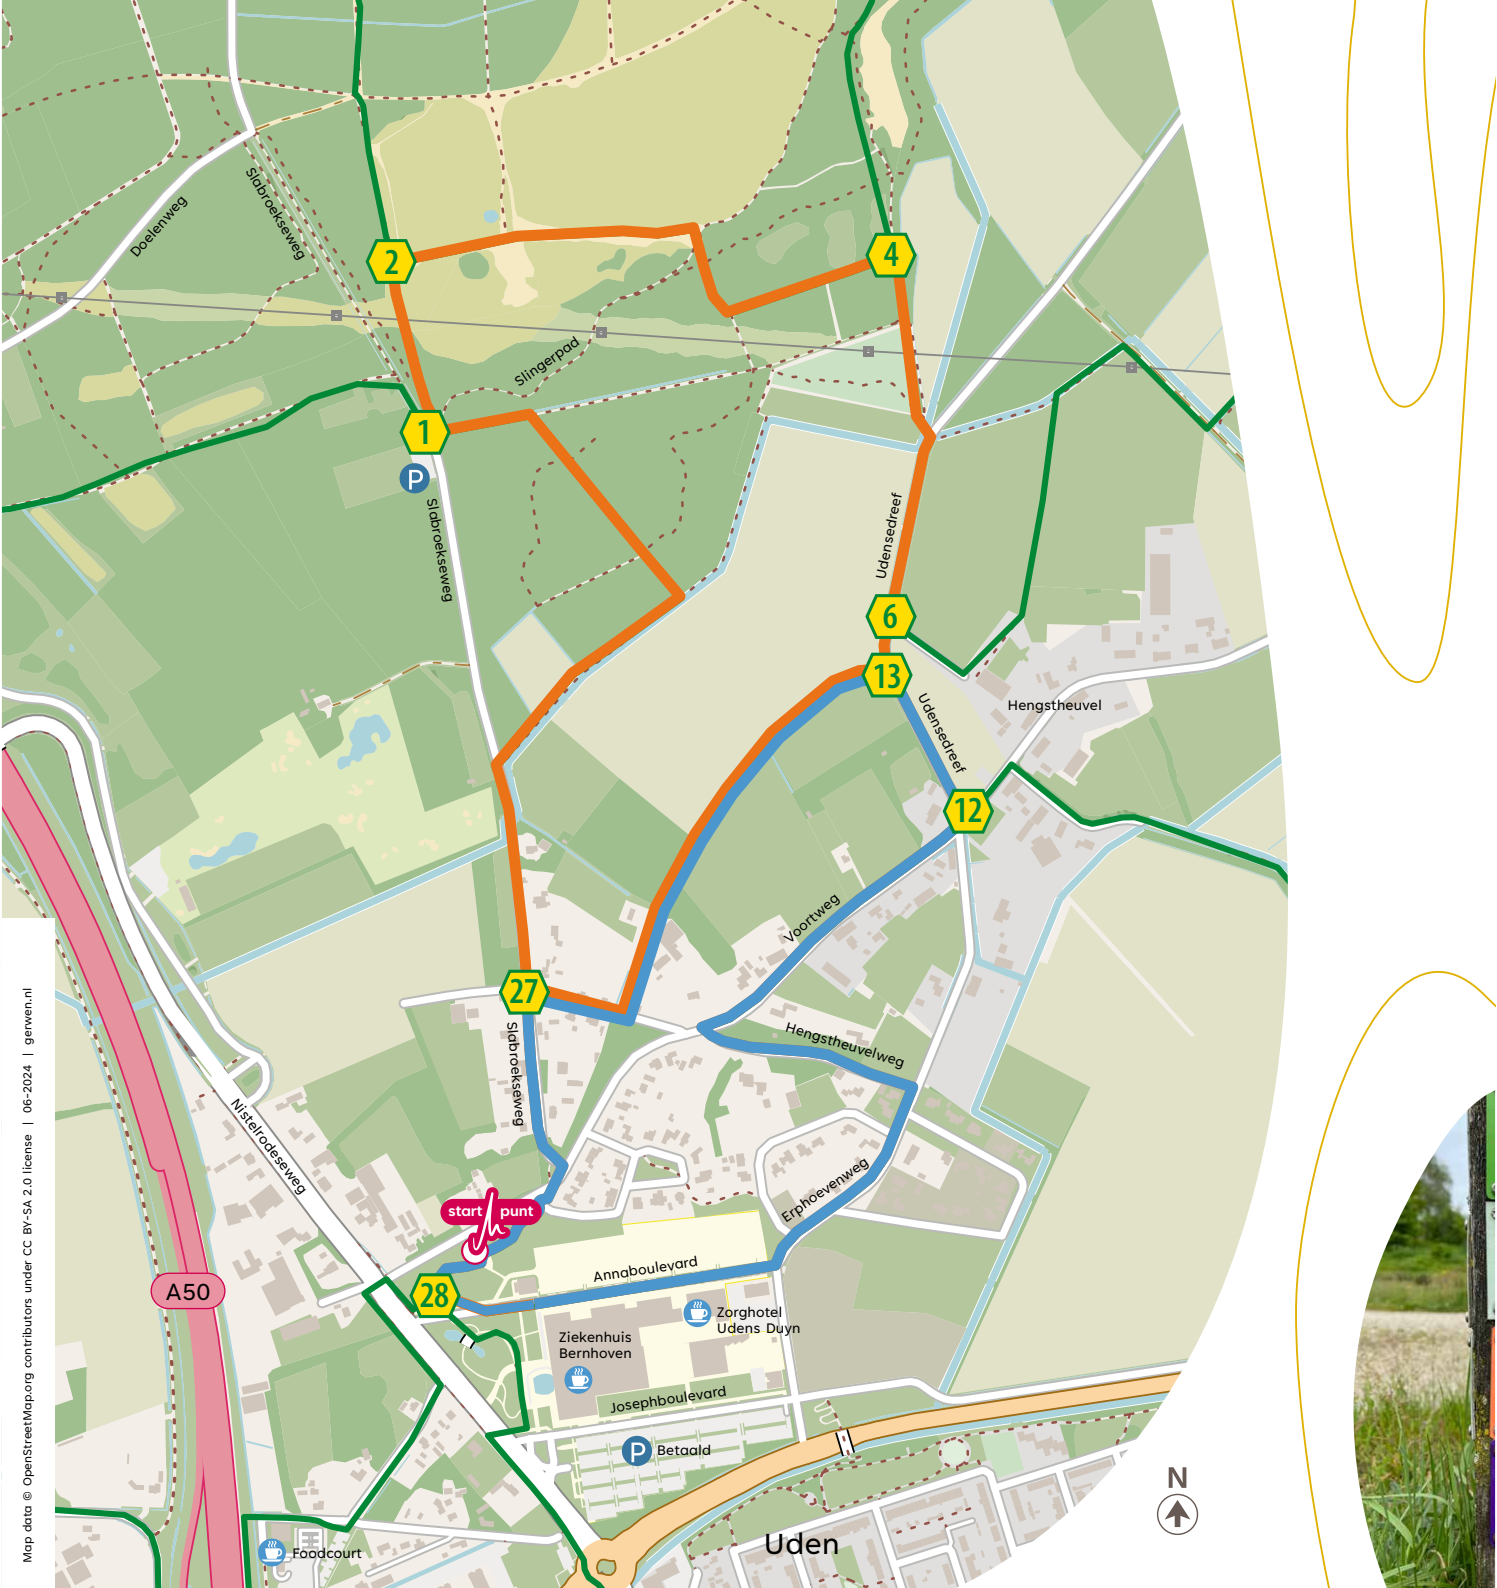 Doelenweg
Slabroekseweg
2
4
Slingerpad
1
P
Slabroekseweg
Udensedreef
6
13
Hengstheuvel
Udensedreef
12
Voortweg
27
Slabroekseweg
Hengstheuvelweg
Nistelrodeseweg
start punt
Erphoevenweg
A50
28
Annaboulevard
Zorghotel
Udens Duyn
Ziekenhuis
Bernhoven
Josephboulevard
P Betaald
N
Uden
Foodcourt
Map data © OpenStreetMap.org contributors under CC BY-SA 2.0 license | 06-2024 | gerwen.nl